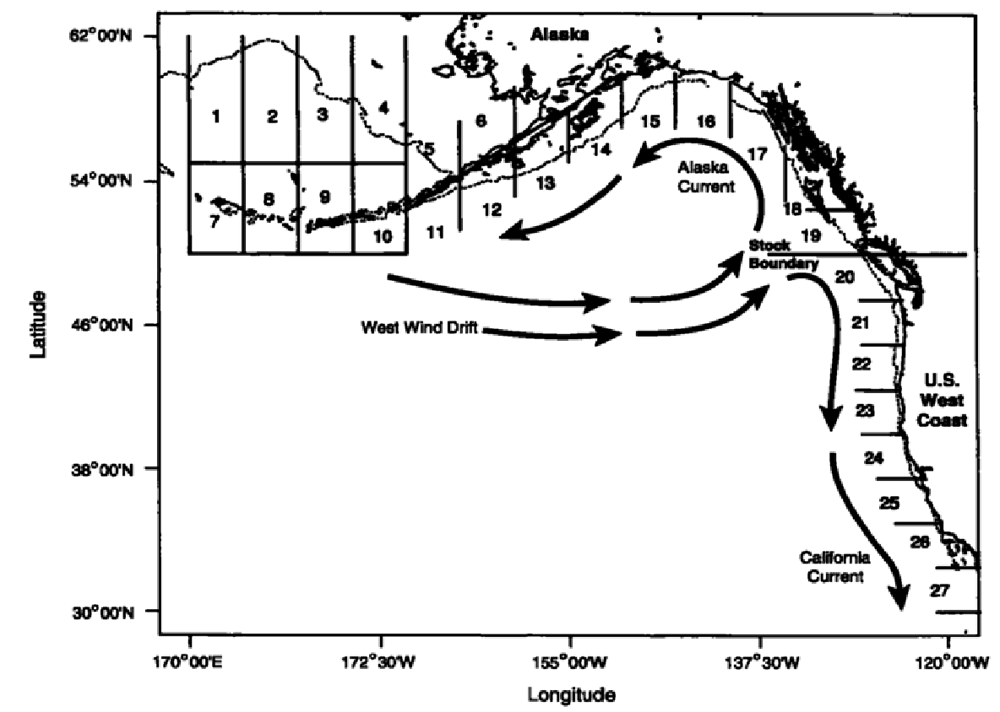 62°00'N
Alaska
1
2
3
4
5
6
15
16
14
17
13
54°00'N
Alaska
Current
7
8
9
10
11
12
18
19
Stock
Boundary
20
46°00'N
West Wind Drift
21
22
23
U.S.
West
Coast
24
38°00'N
25
26
California
Current
27
30°00'N
Latitude
170°00'E
172°30'W
155°00'W
137°30'W
120°00'W
Longitude